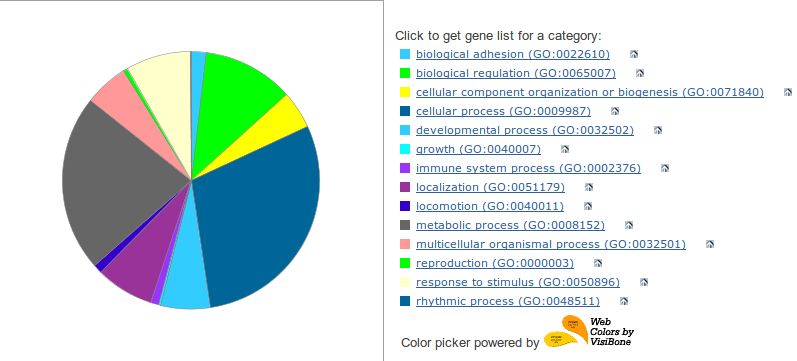 Click to get gene list for a category:
biological adhesion (GO:0022610)
biological regulation (GO:0065007)
cellular component organization or biogenesis (GO:0071840)
cellular process (GO:0009987)
developmental process (GO:0032502)
growth (GO:0040007)
immune system process (GO:0002376)
localization (GO:0051179)
locomotion (GO:0040011)
metabolic process (GO:0008152)
multicellular organismal process (GO:0032501)
reproduction (GO:0000003)
response to stimulus (GO:0050896)
rhythmic process (GO:0048511)
Color picker powered by
Web
Colors by
VisiBone